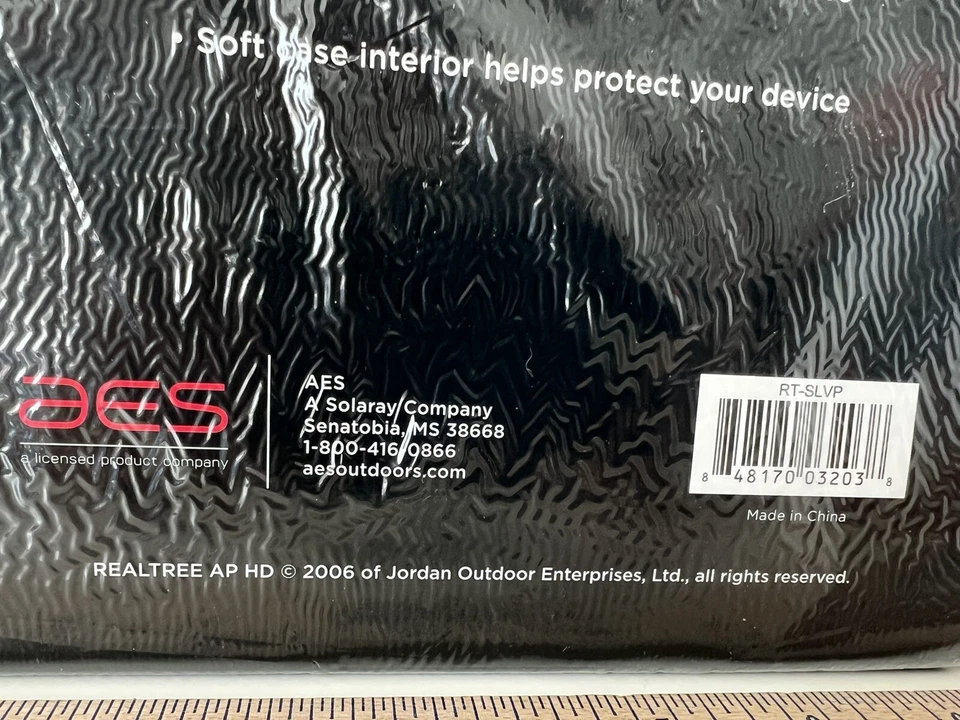 • Soft case interior helps protect your device
aes
a licensed product company
AES
A Solaray Company
Senatobia, MS 38668
1-800-416-0866
aesoutdoors.com
RT-SLVP
8 48170 03203 8
Made in China
REALTREE AP HD © 2006 of Jordan Outdoor Enterprises, Ltd., all rights reserved.